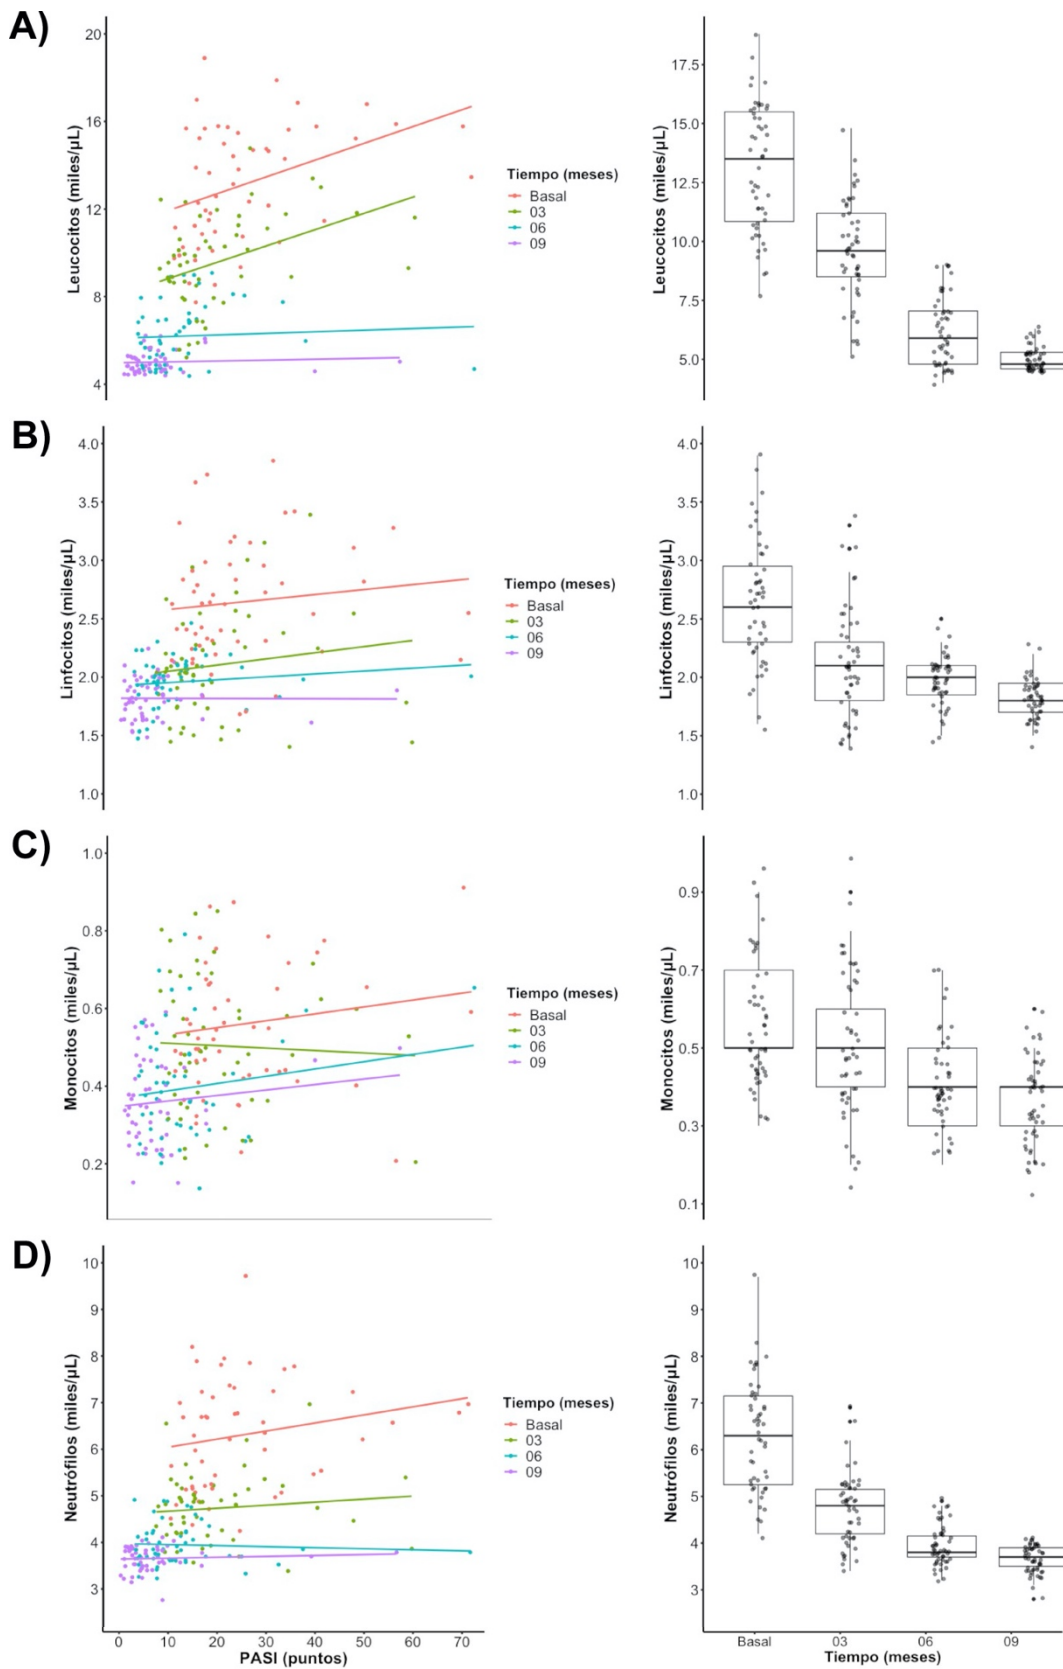 A)
Leucocitos (miles/µL)
20
16
12
8
4
Tiempo (meses)
Basal
03
06
09
Leucocitos (miles/µL)
17.5
15.0
12.5
10.0
7.5
5.0
B)
Linfocitos (miles/µL)
4.0
3.5
3.0
2.5
2.0
1.5
1.0
Tiempo (meses)
Basal
03
06
09
Linfocitos (miles/µL)
4.0
3.5
3.0
2.5
2.0
1.5
1.0
C)
Monocitos (miles/µL)
1.0
0.8
0.6
0.4
0.2
Tiempo (meses)
Basal
03
06
09
Monocitos (miles/µL)
0.9
0.7
0.5
0.3
0.1
D)
Neutrófilos (miles/µL)
10
9
8
7
6
5
4
3
0 10 20 30 40 50 60 70
PASI (puntos)
Tiempo (meses)
Basal
03
06
09
Neutrófilos (miles/µL)
10
9
8
7
6
5
4
3
Basal 03 06 09
Tiempo (meses)